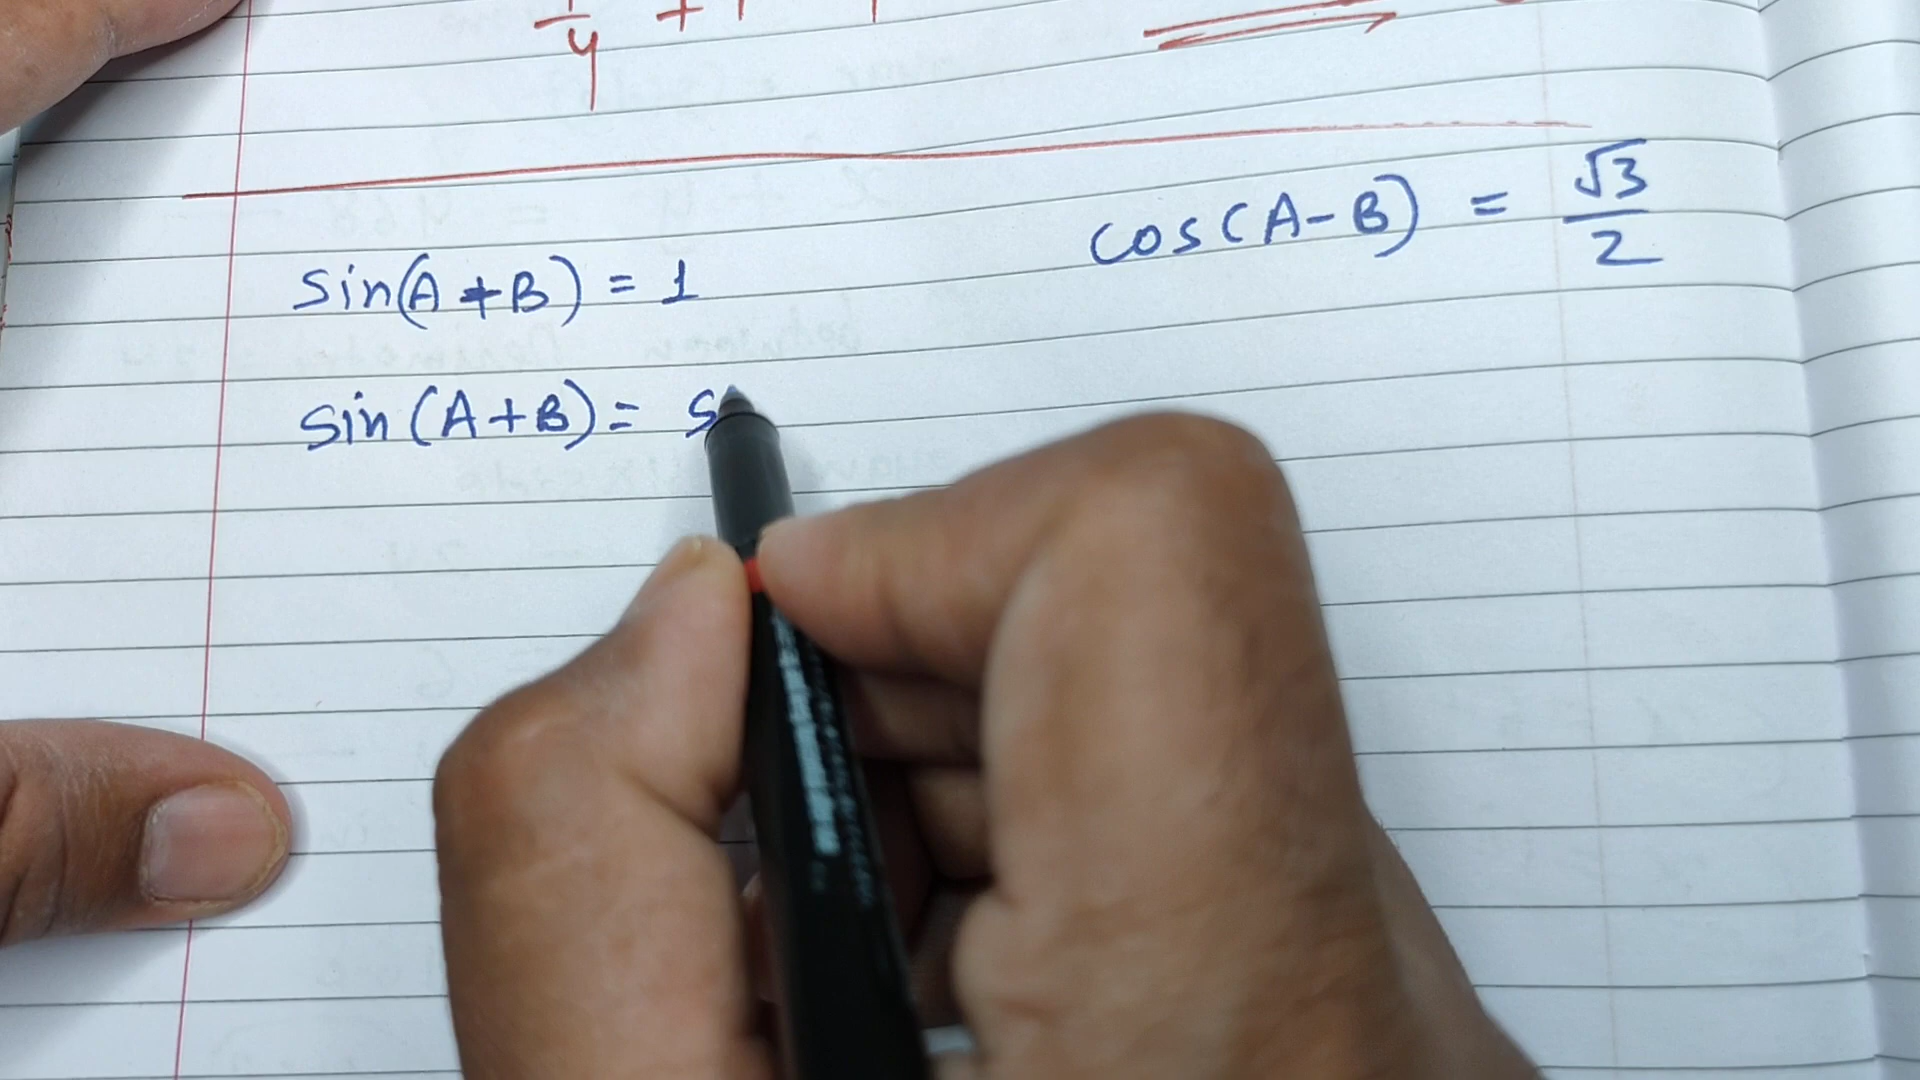 y +
cos(A-B) = √3/2
sin(A+B) = 1
sin(A+B) = s